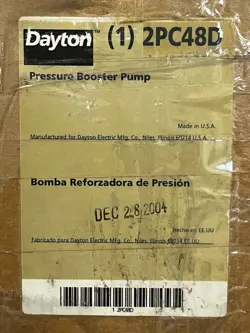 Dayton™ (1) 2PC48D
Pressure Booster Pump
Made in U.S.A.
Manufactured for Dayton Electric Mfg. Co., Niles, Illinois 60714 U.S.A.
Bomba Reforzadora de Presión
DEC 28 2004
Hecho en EE.UU
Fabricado para Dayton Electric Mfg. Co., Niles, Illinois 60714 EE.UU
1 2PC48D